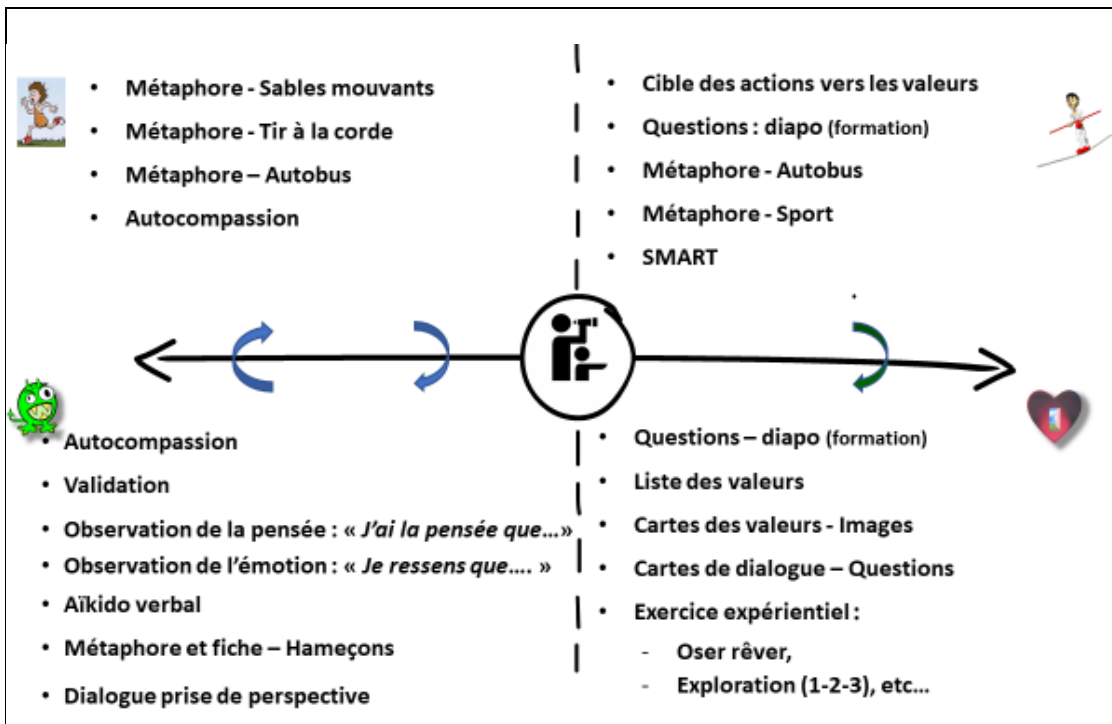 Métaphore - Sables mouvants
Métaphore - Tir à la corde
Métaphore – Autobus
Autocompassion
Cible des actions vers les valeurs
Questions : diapo (formation)
Métaphore - Autobus
Métaphore - Sport
SMART
Autocompassion
Validation
Observation de la pensée : « J’ai la pensée que…»
Observation de l’émotion : « Je ressens que…. »
Aïkido verbal
Métaphore et fiche – Hameçons
Dialogue prise de perspective
Questions – diapo (formation)
Liste des valeurs
Cartes des valeurs - Images
Cartes de dialogue – Questions
Exercice expérientiel :
- Oser rêver,
- Exploration (1-2-3), etc…